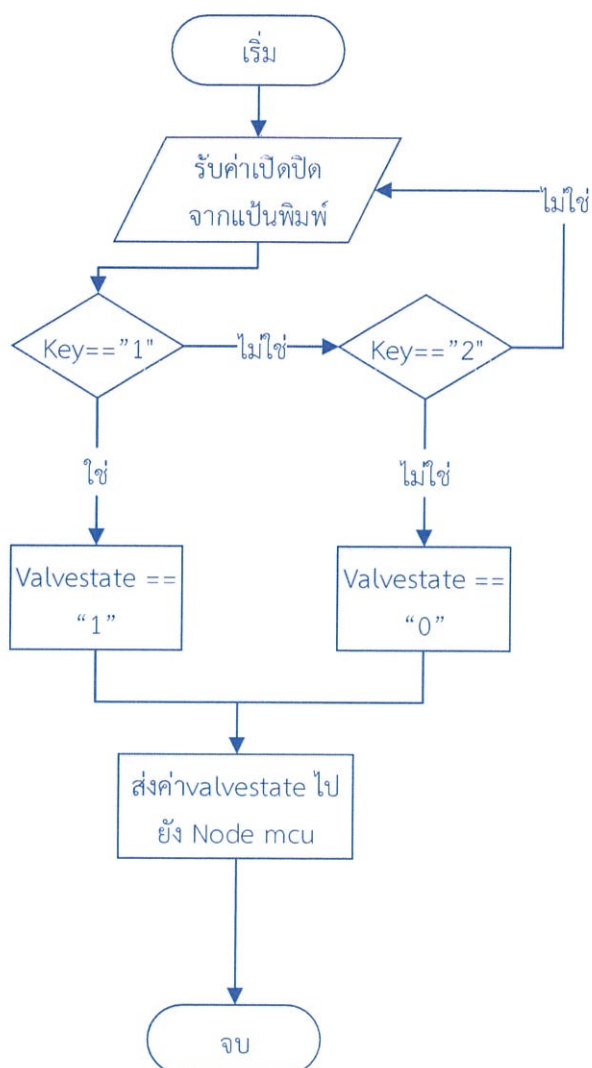 เริ่ม
รับค่าเปิดปิด
จากแป้นพิมพ์
ไม่ใช่
Key=="1"
ไม่ใช่
Key=="2"
ใช่
ไม่ใช่
Valvestate ==
"1"
Valvestate ==
"0"
ส่งค่าvalvestate ไป
ยัง Node mcu
จบ